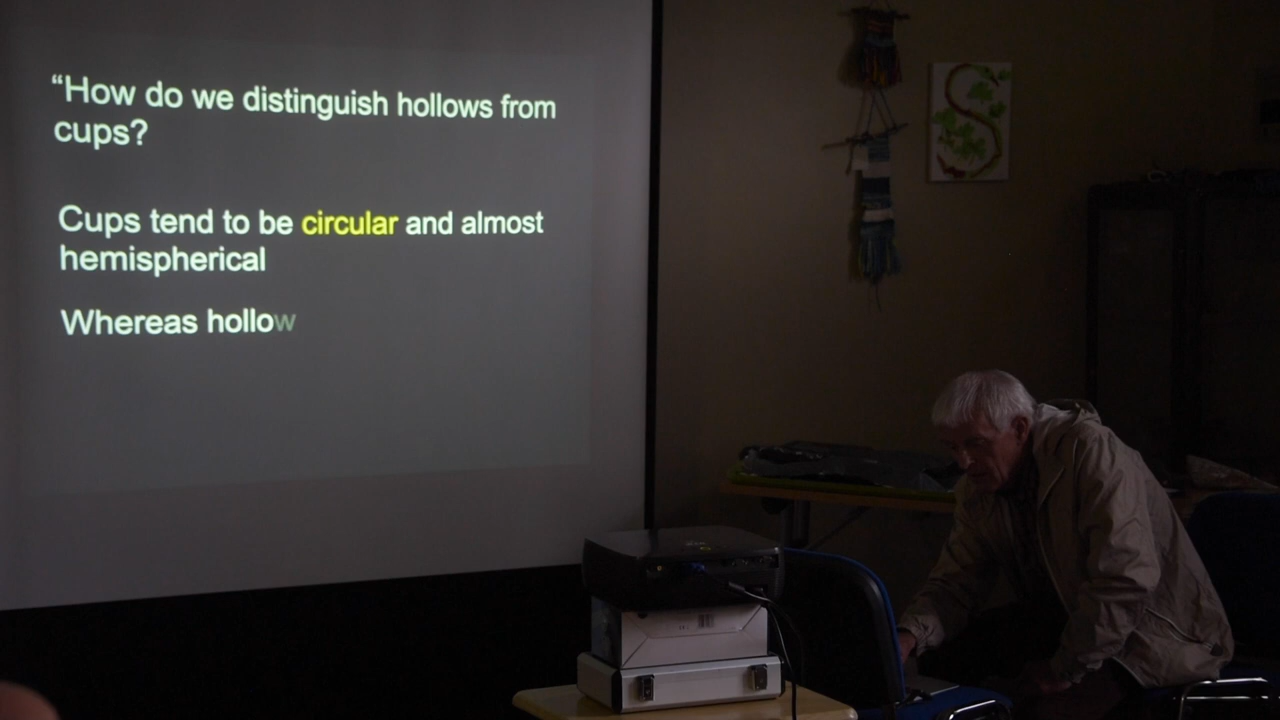 “How do we distinguish hollows from
cups?
Cups tend to be circular and almost
hemispherical
Whereas hollow